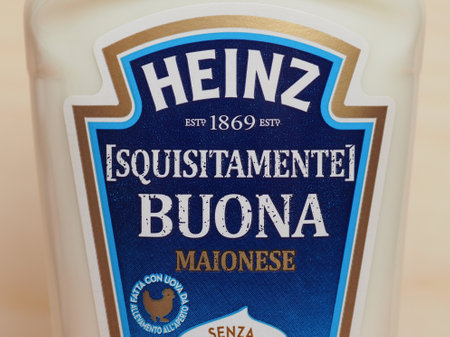 HEINZ
ESTD 1869 ESTD
[SQUISITAMENTE]
BUONA
MAIONESE
FATTA CON UOVA DA
ALLEVAMENTO ALL'APERTO
SENZA